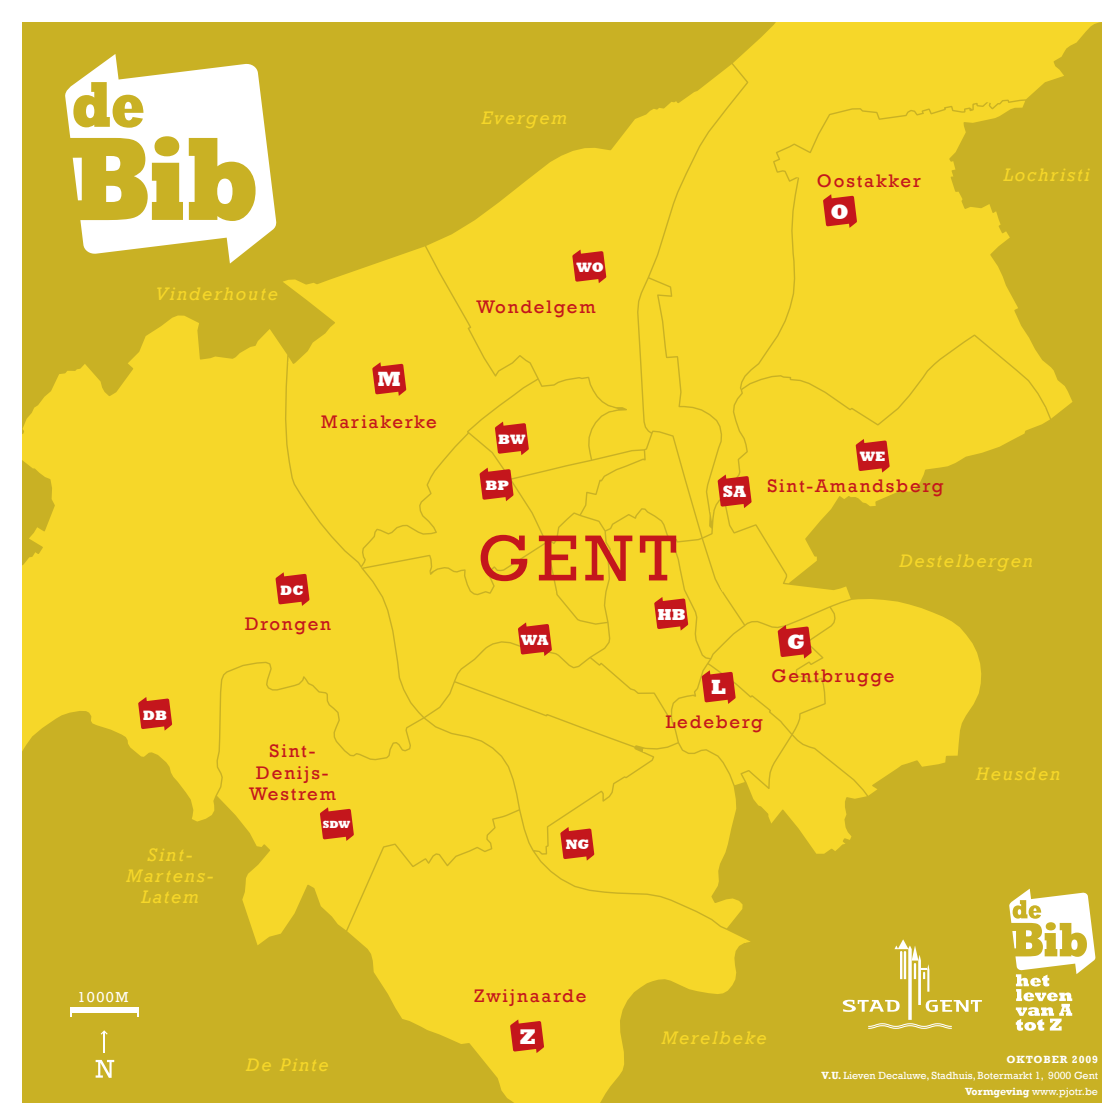 de
Bib
Evergem
Lochristi
Oostakker
O
WO
Vinderhoute
Wondelgem
M
Mariakerke
BW
WE
BP
SA
Sint-Amandsberg
GENT
Destelbergen
DC
HB
Drongen
WA
G
Gentbrugge
L
DB
Ledeberg
Sint-
Denijs-
Westrem
Heusden
SDW
NG
Sint-
Martens-
Latem
de
Bib
het
leven
van A
tot Z
STAD GENT
1000M
Zwijnaarde
Z
Merelbeke
N
De Pinte
OKTOBER 2009
V.U. Lieven Decaluwe, Stadhuis, Botermarkt 1, 9000 Gent
Vormgeving www.pjotr.be